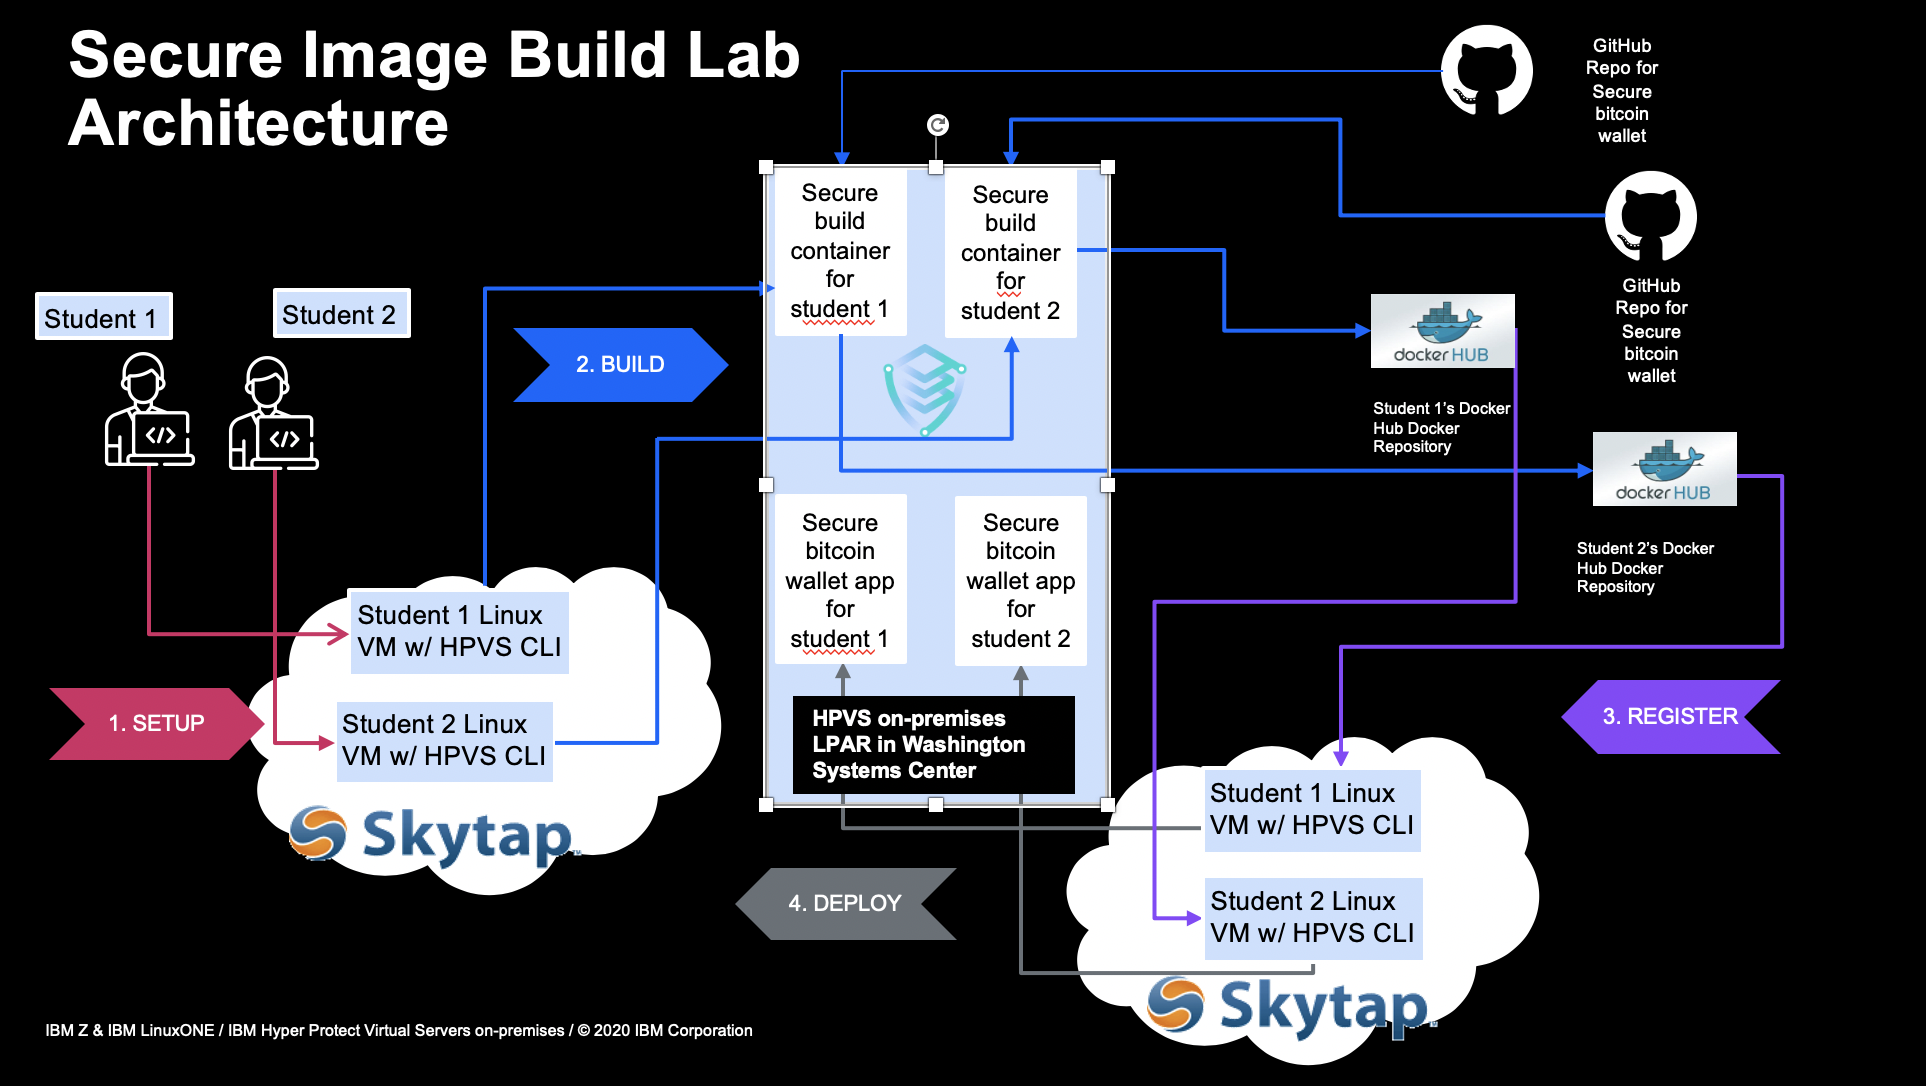 Secure Image Build Lab
Architecture
GitHub
Repo for
Secure
bitcoin
wallet
GitHub
Repo for
Secure
bitcoin
wallet
Student 1
Student 2
</>
</>
2. BUILD
Secure
build
container
for
student 1
Secure
build
container
for
student 2
docker HUB
Student 1's Docker
Hub Docker
Repository
docker HUB
Student 2's Docker
Hub Docker
Repository
Secure
bitcoin
wallet app
for
student 1
Secure
bitcoin
wallet app
for
student 2
HPVS on-premises
LPAR in Washington
Systems Center
1. SETUP
Student 1 Linux
VM w/ HPVS CLI
Student 2 Linux
VM w/ HPVS CLI
Skytap™
3. REGISTER
Student 1 Linux
VM w/ HPVS CLI
Student 2 Linux
VM w/ HPVS CLI
Skytap™
4. DEPLOY
IBM Z & IBM LinuxONE / IBM Hyper Protect Virtual Servers on-premises / © 2020 IBM Corporation